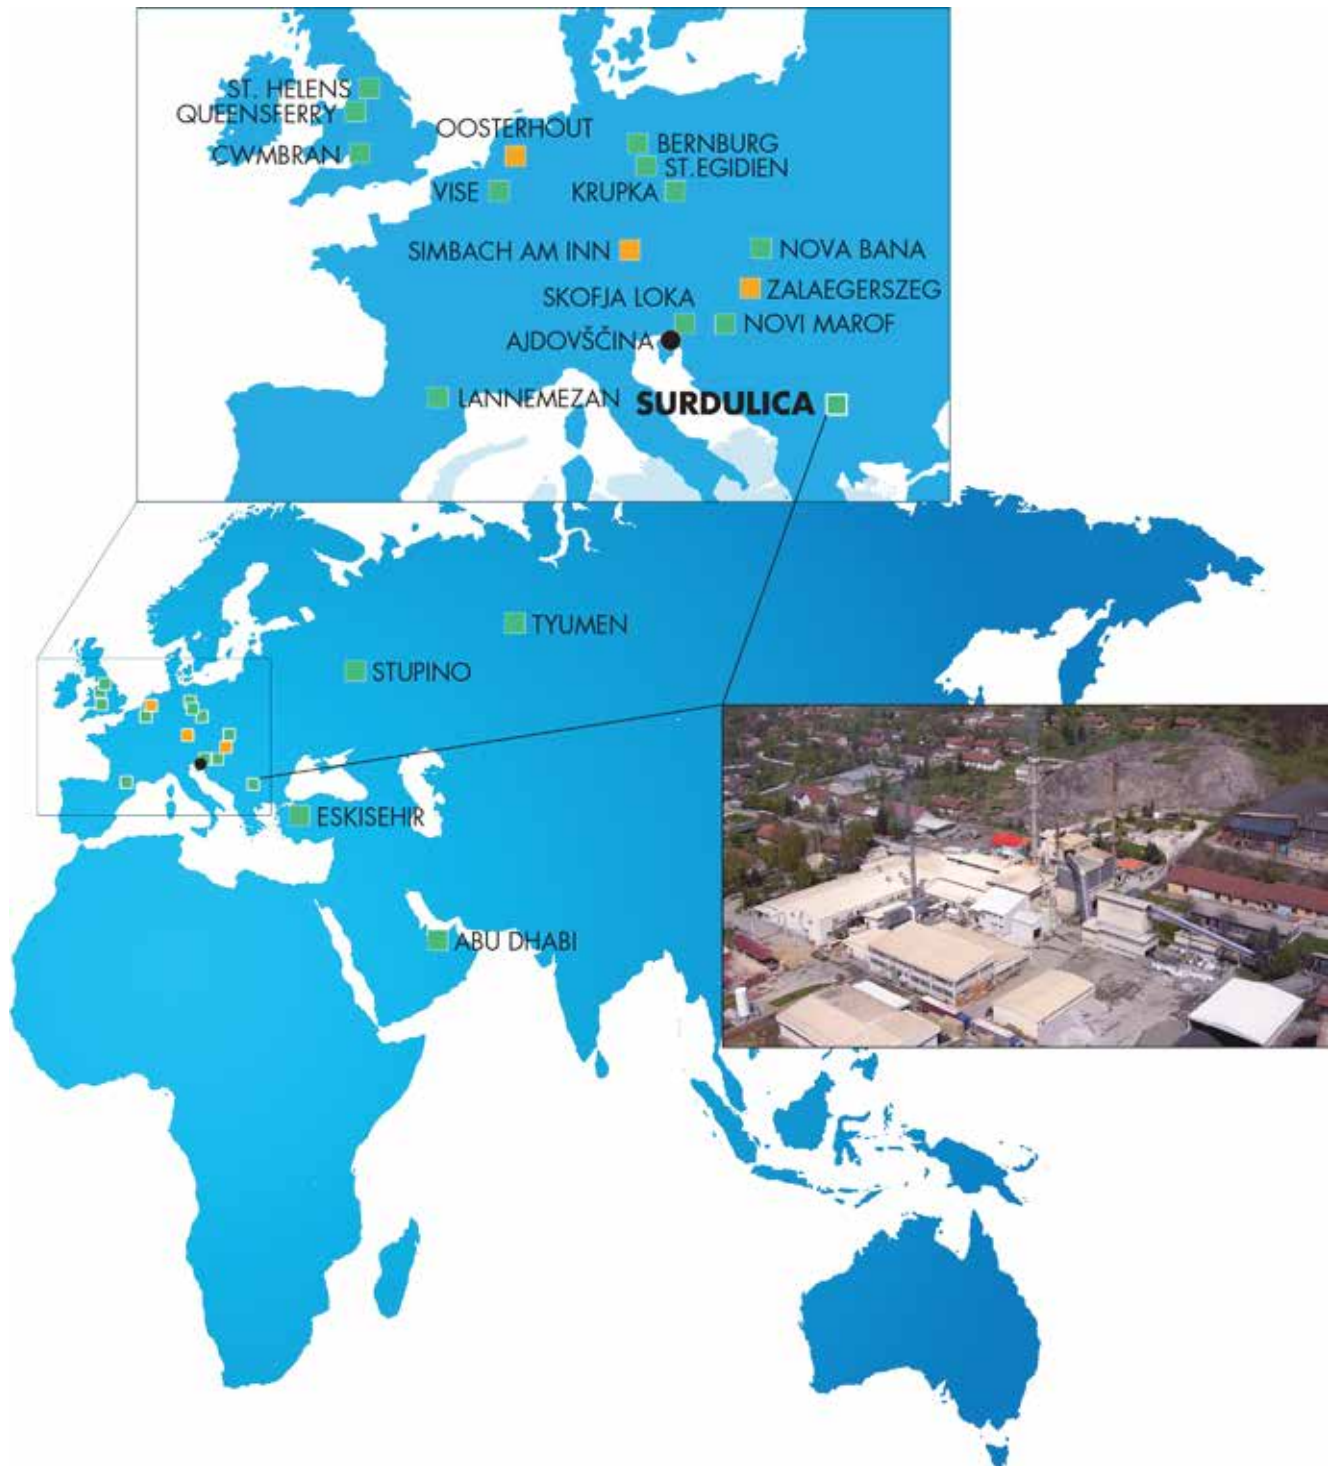 ST. HELENS
QUEENSFERRY
OOSTERHOUT
CWMBRAN
BERNBURG
ST.EGIDIEN
VISE
KRUPKA
SIMBACH AM INN
NOVA BANA
ZALAEGERSZEG
SKOFJA LOKA
NOVI MAROF
AJDOVŠČINA
LANNEMEZAN
SURDULICA
TYUMEN
STUPINO
ESKISEHIR
ABU DHABI